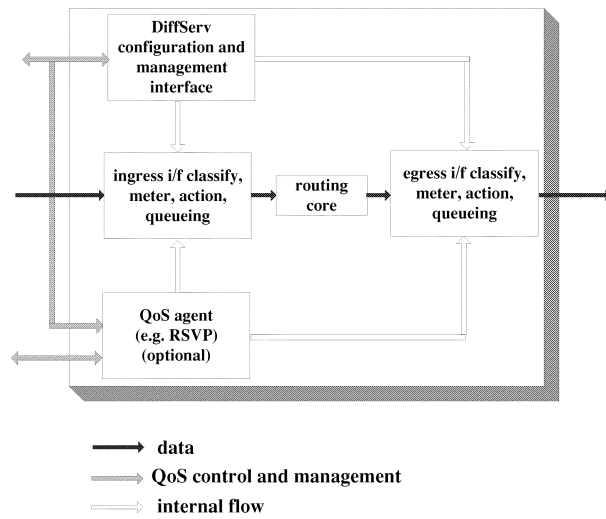 DiffServ
configuration and
management
interface
ingress i/f classify,
meter, action,
queueing
routing
core
egress i/f classify,
meter, action,
queueing
QoS agent
(e.g. RSVP)
(optional)
data
QoS control and management
internal flow